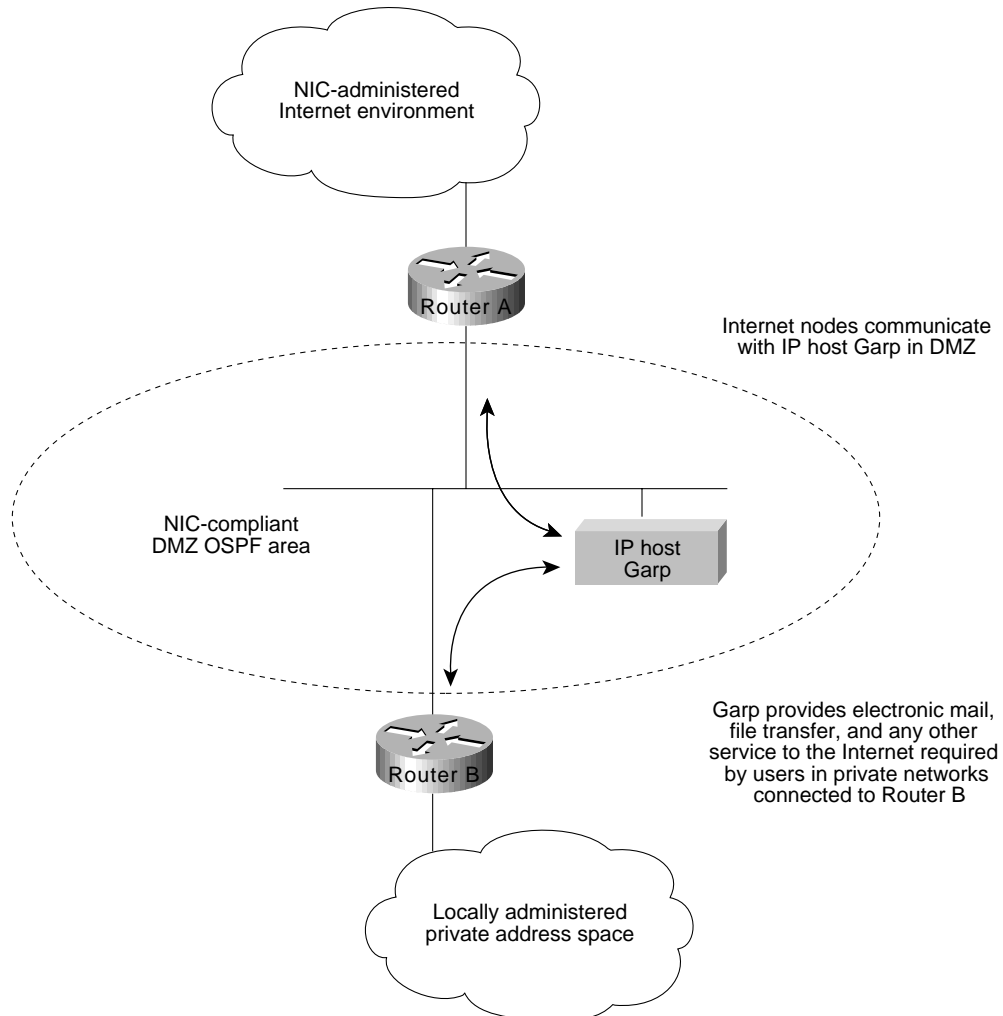 NIC-administered
Internet environment
Router A
Internet nodes communicate
with IP host Garp in DMZ
NIC-compliant
DMZ OSPF area
IP host
Garp
Router B
Garp provides electronic mail,
file transfer, and any other
service to the Internet required
by users in private networks
connected to Router B
Locally administered
private address space